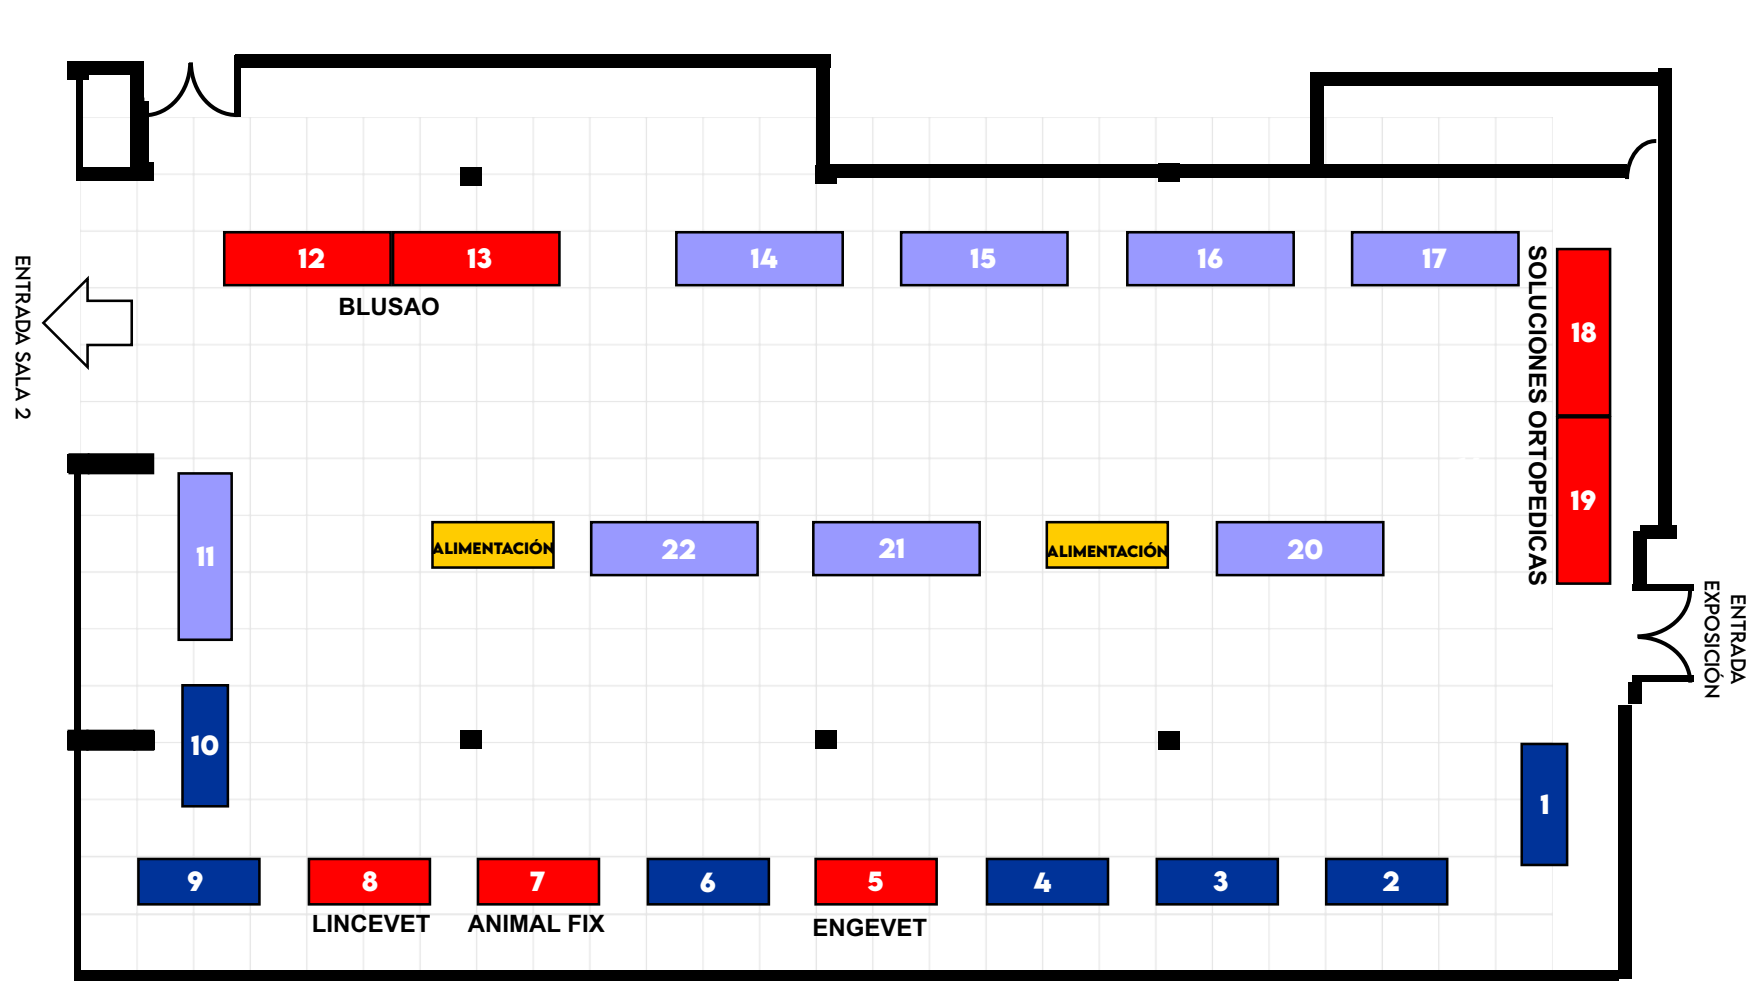 12
13
14
15
16
17
BLUSAO
ENTRADA SALA 2
SOLUCIONES ORTOPEDICAS
18
19
11
ALIMENTACIÓN
22
21
ALIMENTACIÓN
20
ENTRADA
EXPOSICIÓN
10
1
9
8
7
6
5
4
3
2
LINCEVET
ANIMAL FIX
ENGEVET